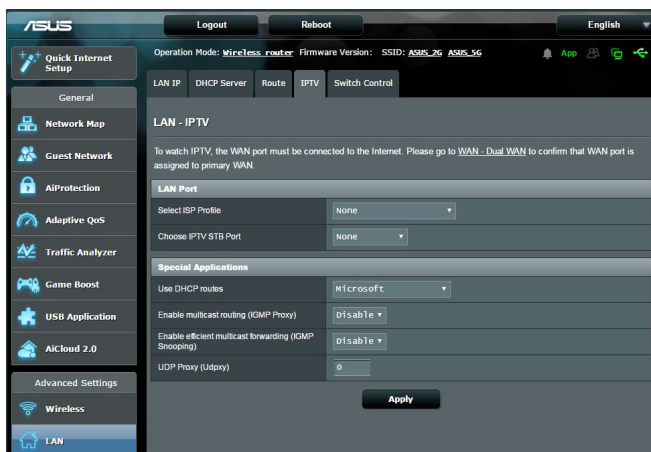 ASUS
Logout
Reboot
English
Quick Internet
Setup
Operation Mode: Wireless router Firmware Version: SSID: ASUS_2G ASUS_5G
App
General
Network Map
Guest Network
AiProtection
Adaptive QoS
Traffic Analyzer
Game Boost
USB Application
AiCloud 2.0
Advanced Settings
Wireless
LAN
LAN IP
DHCP Server
Route
IPTV
Switch Control
LAN - IPTV
To watch IPTV, the WAN port must be connected to the Internet. Please go to WAN - Dual WAN to confirm that WAN port is
assigned to primary WAN.
LAN Port
Select ISP Profile
None
Choose IPTV STB Port
None
Special Applications
Use DHCP routes
Microsoft
Enable multicast routing (IGMP Proxy)
Disable
Enable efficient multicast forwarding (IGMP
Snooping)
Disable
UDP Proxy (Udpxy)
0
Apply